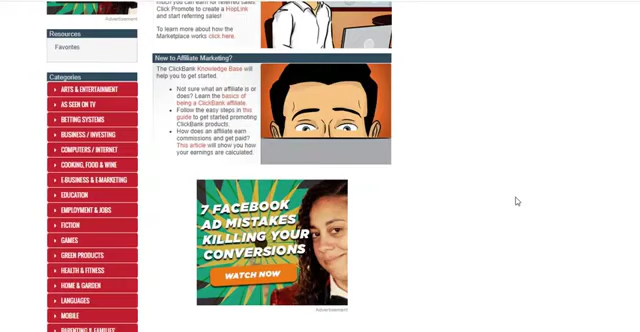 Advertisement
Resources
Favorites
Categories
ARTS & ENTERTAINMENT
AS SEEN ON TV
BETTING SYSTEMS
BUSINESS / INVESTING
COMPUTERS / INTERNET
COOKING, FOOD & WINE
E-BUSINESS & E-MARKETING
EDUCATION
EMPLOYMENT & JOBS
FICTION
GAMES
GREEN PRODUCTS
HEALTH & FITNESS
HOME & GARDEN
LANGUAGES
MOBILE
PARENTING & FAMILIES
much you can earn for referred sales
Click Promote to create a HopLink
and start referring sales!
To learn more about how the
Marketplace works click here.
New to Affiliate Marketing?
The ClickBank Knowledge Base will
help you to get started.
Not sure what an affiliate is or
does? Learn the basics of
being a ClickBank affiliate.
Follow the easy steps in this
guide to get started promoting
ClickBank products.
How does an affiliate earn
commissions and get paid?
This article will show you how
your earnings are calculated.
7 FACEBOOK
AD MISTAKES
KILLLING YOUR
CONVERSIONS
WATCH NOW
Advertisement